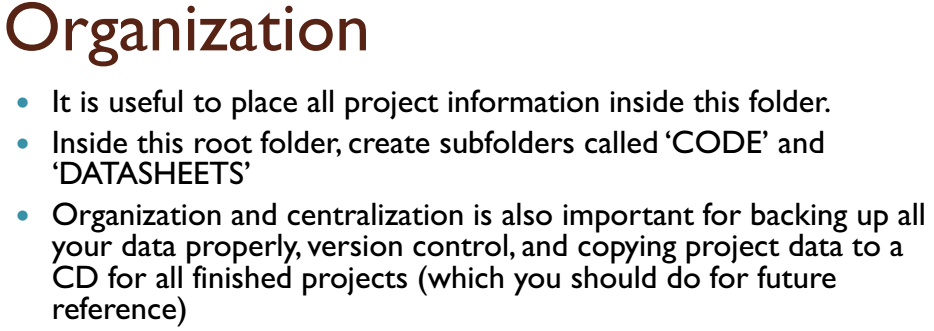 Organization
• It is useful to place all project information inside this folder.
• Inside this root folder, create subfolders called ‘CODE’ and
‘DATASHEETS’
• Organization and centralization is also important for backing up all
your data properly, version control, and copying project data to a
CD for all finished projects (which you should do for future
reference)